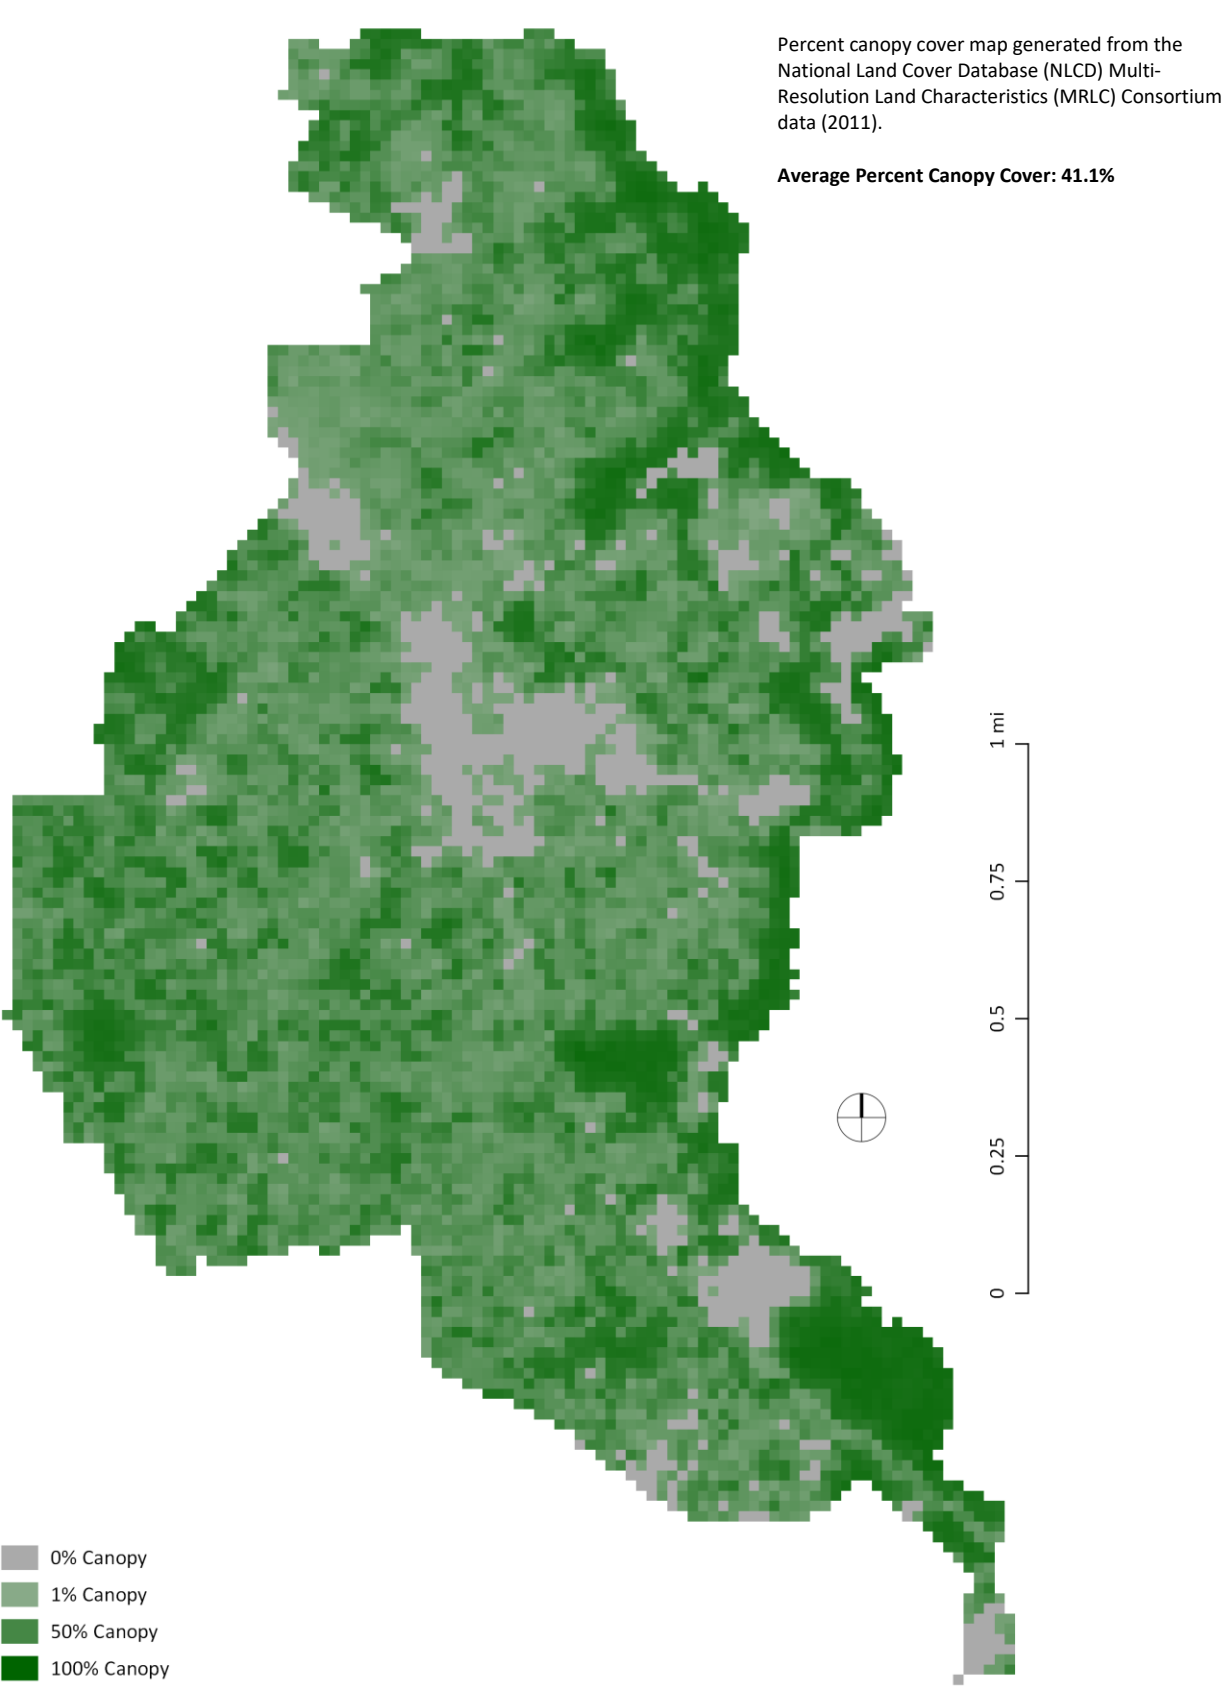 Percent canopy cover map generated from the
National Land Cover Database (NLCD) Multi-
Resolution Land Characteristics (MRLC) Consortium
data (2011).
Average Percent Canopy Cover: 41.1%
1 mi
0.75
0.5
0.25
0
0% Canopy
1% Canopy
50% Canopy
100% Canopy